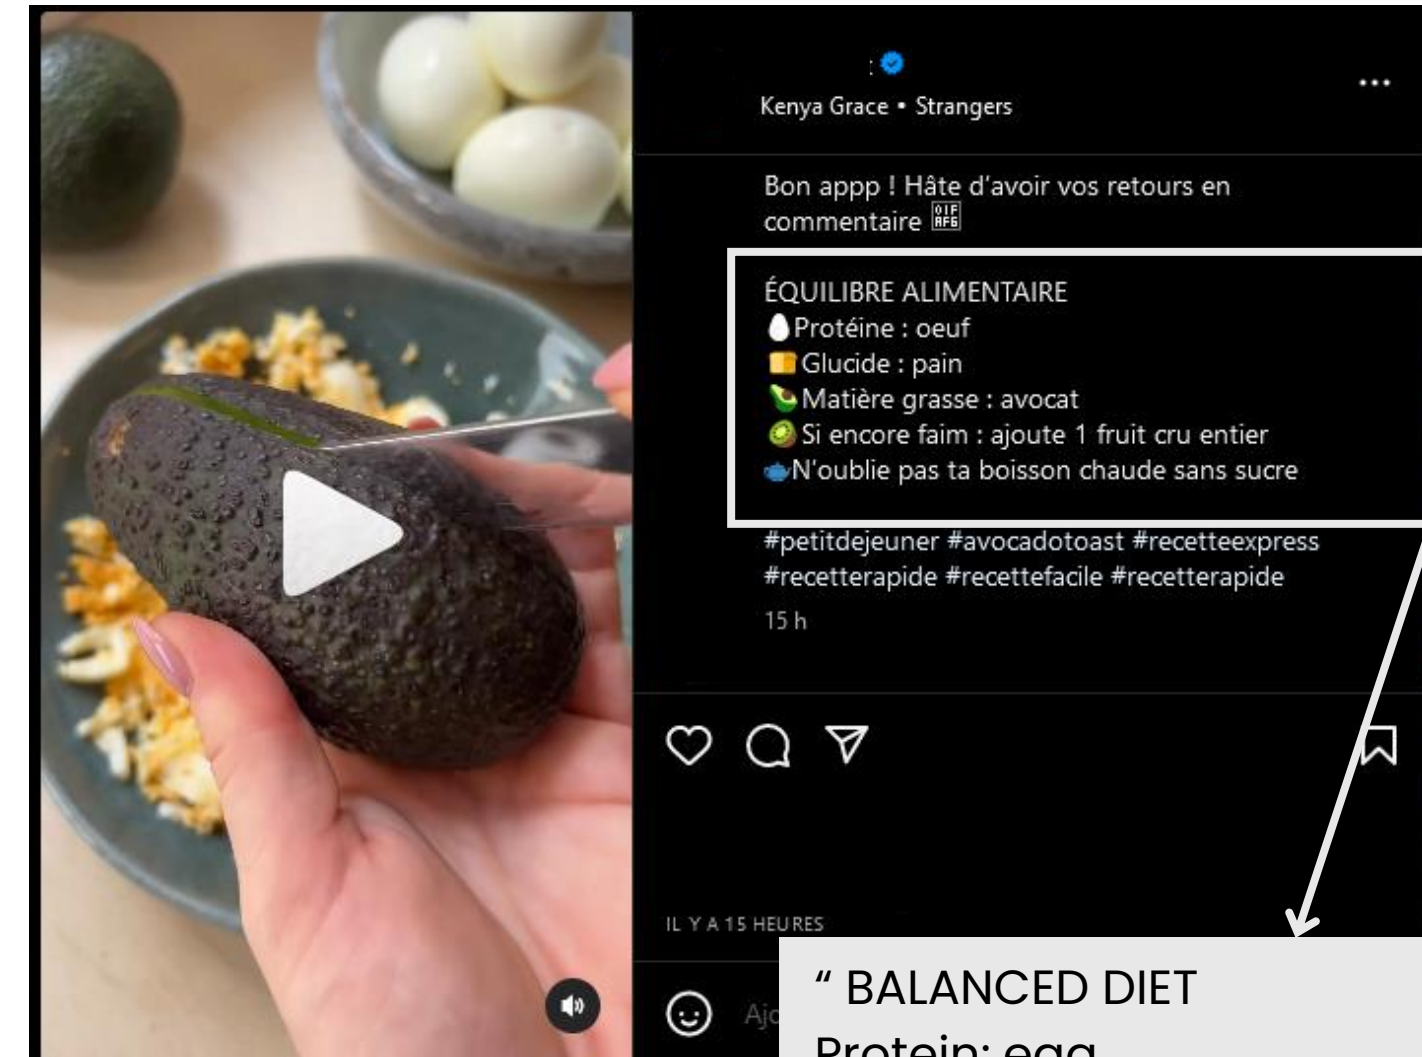 Kenya Grace • Strangers
Bon appp ! Hâte d'avoir vos retours en
commentaire
ÉQUILIBRE ALIMENTAIRE
Protéine : oeuf
Glucide : pain
Matière grasse : avocat
Si encore faim : ajoute 1 fruit cru entier
N'oublie pas ta boisson chaude sans sucre
#petitdejeuner #avocadotoast #recetteexpress
#recetterapide #recettefacile #recetterapide
15 h
IL Y A 15 HEURES
“ BALANCED DIET
Protein: egg